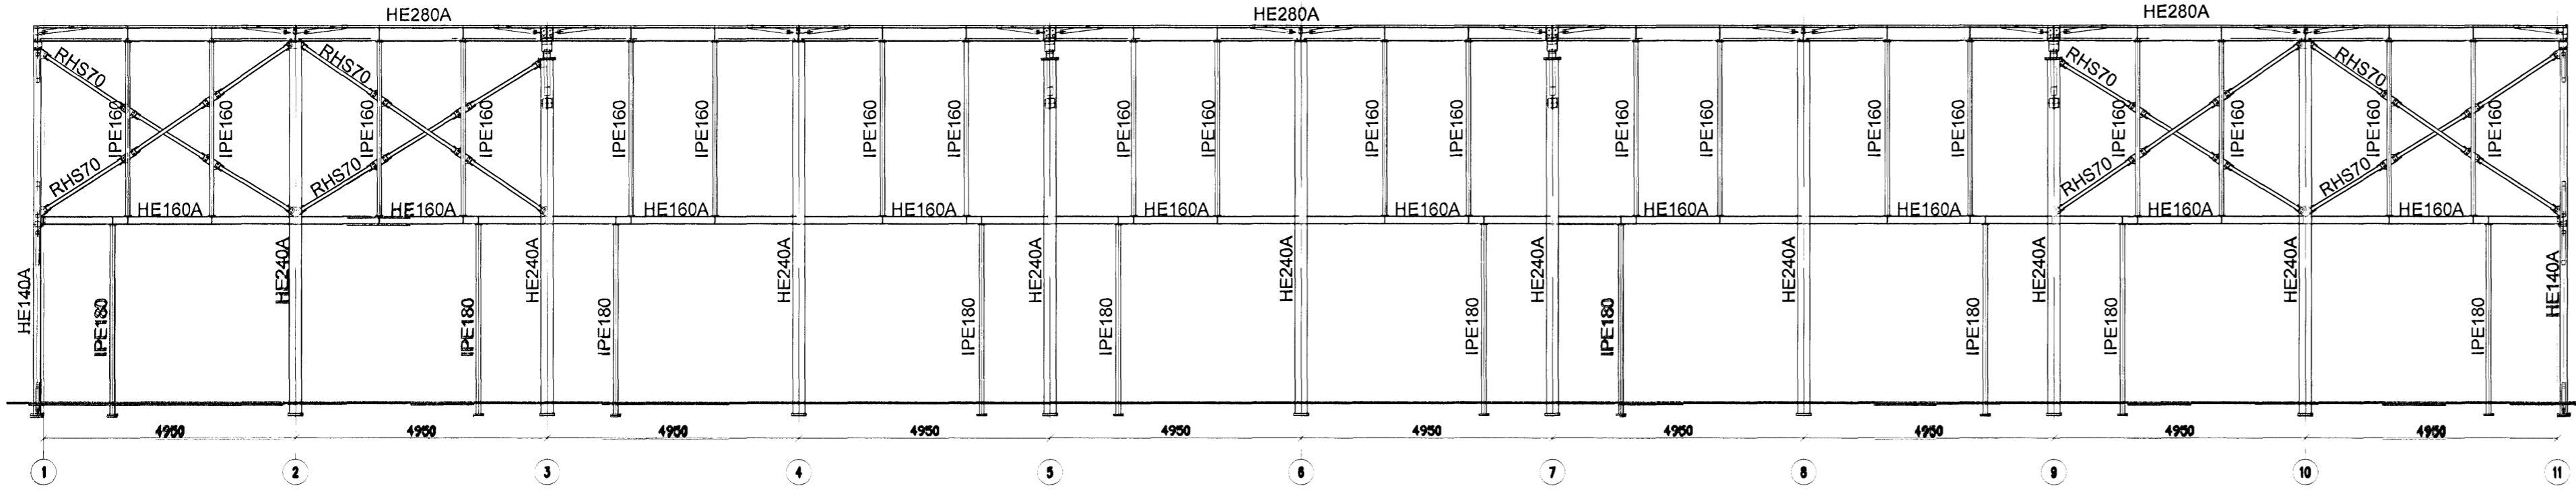 HE280A HE280A HE280A
RHS70 RHS70 RHS70 RHS70
IPE160 IPE160 IPE160 IPE160 IPE160 IPE160 IPE160 IPE160 IPE160 IPE160 IPE160 IPE160 IPE160 IPE160 IPE160 IPE160 IPE160 IPE160 IPE160 IPE160
RHS70 RHS70 RHS70 RHS70
HE160A HE160A HE160A HE160A HE160A HE160A HE160A HE160A HE160A HE160A
HE140A HE240A HE240A HE240A HE240A HE240A HE240A HE240A HE240A HE240A HE140A
IPE180 IPE180 IPE180 IPE180 IPE180 IPE180 IPE180 IPE180 IPE180 IPE180
4950 4950 4950 4950 4950 4950 4950 4950 4950 4950
1 2 3 4 5 6 7 8 9 10 11